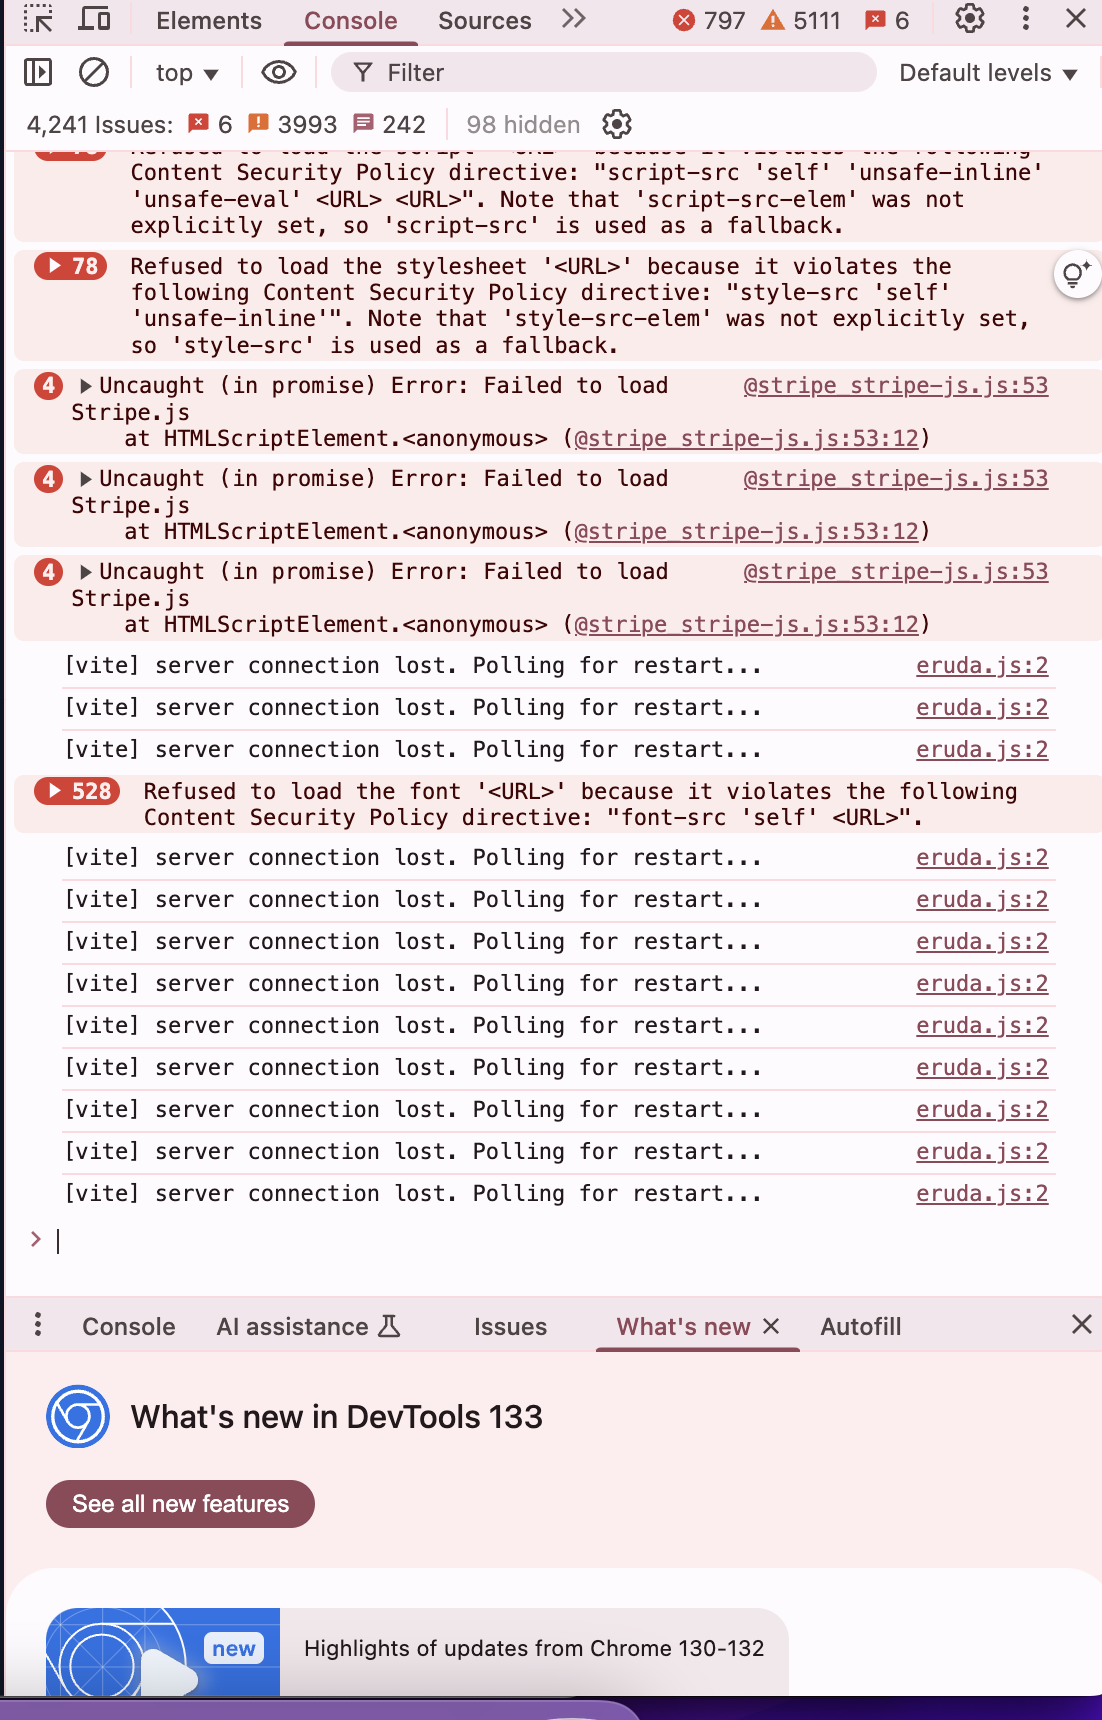 Elements Console Sources 797 5111 6
top Filter Default levels
4,241 Issues: 6 3993 242 98 hidden
Refused to load the script '<URL>' because it violates the following
Content Security Policy directive: "script-src 'self' 'unsafe-inline'
'unsafe-eval' <URL> <URL>". Note that 'script-src-elem' was not
explicitly set, so 'script-src' is used as a fallback.
78 Refused to load the stylesheet '<URL>' because it violates the
following Content Security Policy directive: "style-src 'self'
'unsafe-inline'". Note that 'style-src-elem' was not explicitly set,
so 'style-src' is used as a fallback.
4 Uncaught (in promise) Error: Failed to load @stripe_stripe-js.js:53
Stripe.js
at HTMLScriptElement.<anonymous> (@stripe_stripe-js.js:53:12)
4 Uncaught (in promise) Error: Failed to load @stripe_stripe-js.js:53
Stripe.js
at HTMLScriptElement.<anonymous> (@stripe_stripe-js.js:53:12)
4 Uncaught (in promise) Error: Failed to load @stripe_stripe-js.js:53
Stripe.js
at HTMLScriptElement.<anonymous> (@stripe_stripe-js.js:53:12)
[vite] server connection lost. Polling for restart... eruda.js:2
[vite] server connection lost. Polling for restart... eruda.js:2
[vite] server connection lost. Polling for restart... eruda.js:2
528 Refused to load the font '<URL>' because it violates the following
Content Security Policy directive: "font-src 'self' <URL>".
[vite] server connection lost. Polling for restart... eruda.js:2
[vite] server connection lost. Polling for restart... eruda.js:2
[vite] server connection lost. Polling for restart... eruda.js:2
[vite] server connection lost. Polling for restart... eruda.js:2
[vite] server connection lost. Polling for restart... eruda.js:2
[vite] server connection lost. Polling for restart... eruda.js:2
[vite] server connection lost. Polling for restart... eruda.js:2
[vite] server connection lost. Polling for restart... eruda.js:2
[vite] server connection lost. Polling for restart... eruda.js:2
Console AI assistance Issues What's new Autofill
What's new in DevTools 133
See all new features
new Highlights of updates from Chrome 130-132